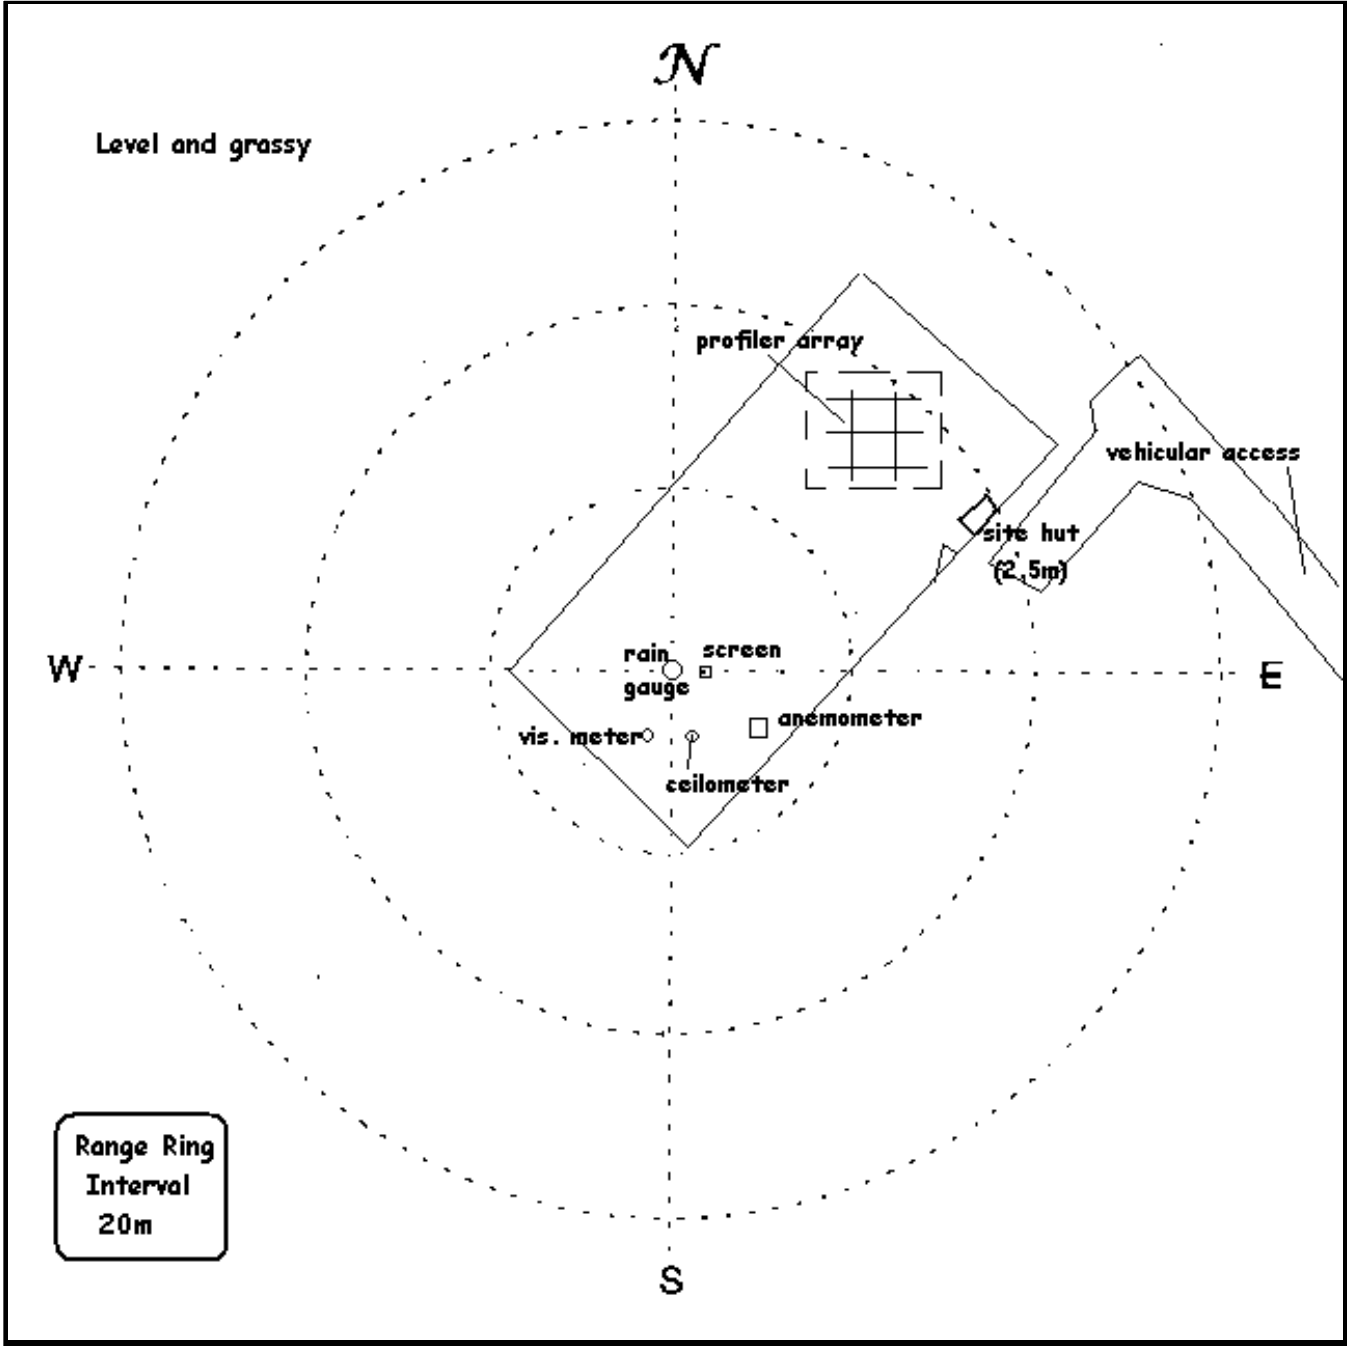 N
Level and grassy
profiler array
vehicular access
site hut
(2.5m)
W
rain
gauge
screen
E
vis. meter
anemometer
ceilometer
Range Ring
Interval
20m
S